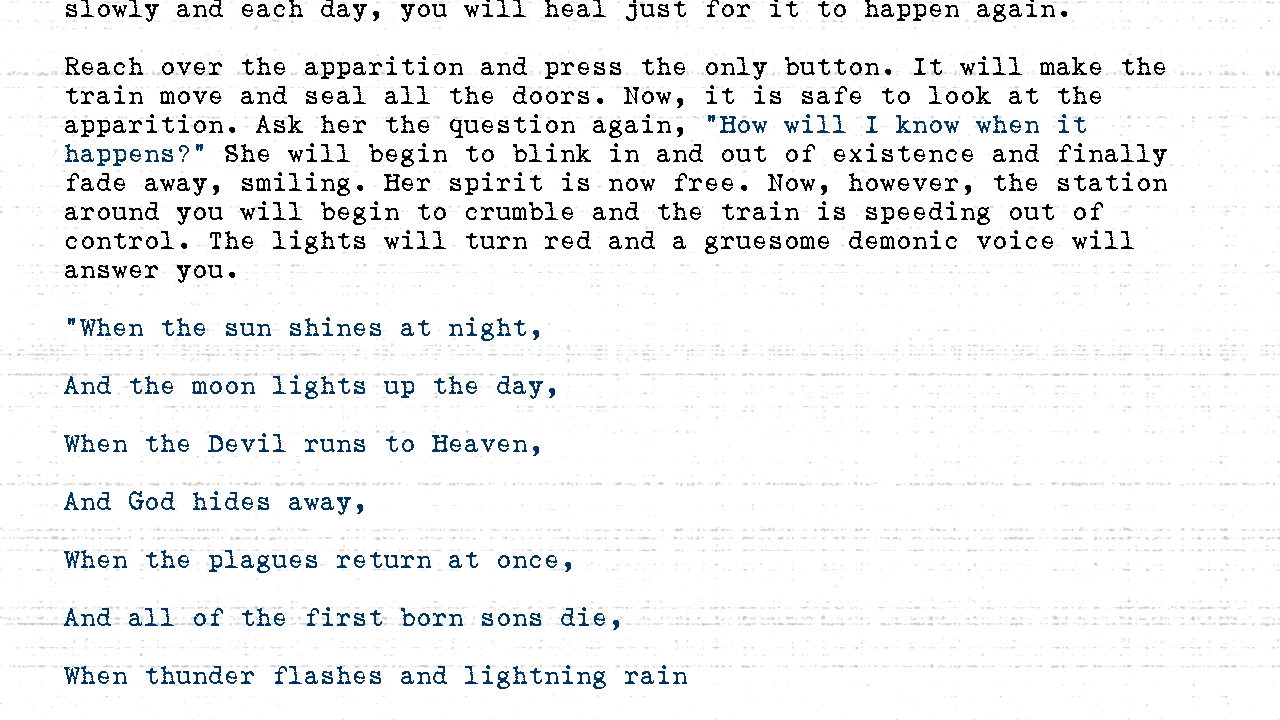 slowly and each day, you will heal just for it to happen again.
Reach over the apparition and press the only button. It will make the
train move and seal all the doors. Now, it is safe to look at the
apparition. Ask her the question again, "How will I know when it
happens?" She will begin to blink in and out of existence and finally
fade away, smiling. Her spirit is now free. Now, however, the station
around you will begin to crumble and the train is speeding out of
control. The lights will turn red and a gruesome demonic voice will
answer you.
"When the sun shines at night,
And the moon lights up the day,
When the Devil runs to Heaven,
And God hides away,
When the plagues return at once,
And all of the first born sons die,
When thunder flashes and lightning rain